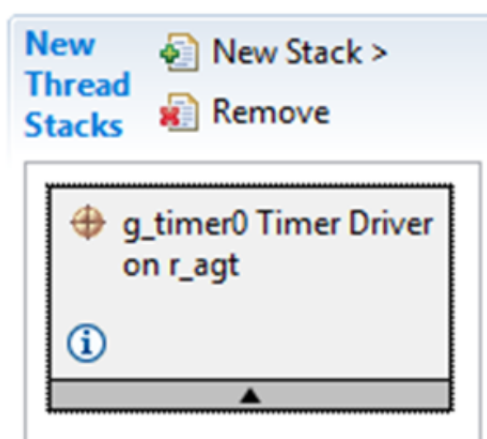 New Thread Stacks
New Stack >
Remove
g_timer0 Timer Driver
on r_agt